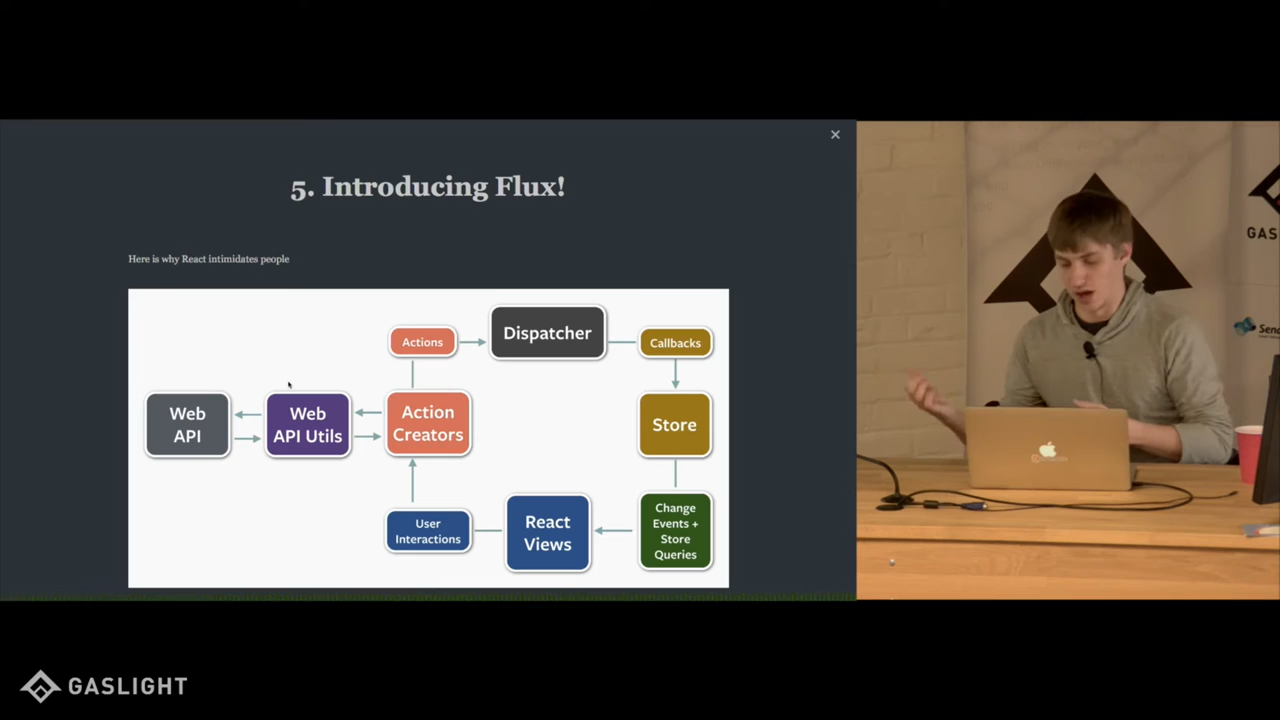 5. Introducing Flux!
Here is why React intimidates people
Actions
Dispatcher
Callbacks
Web
API
Web
API Utils
Action
Creators
Store
User
Interactions
React
Views
Change
Events +
Store
Queries
GAS
Send
GASLIGHT